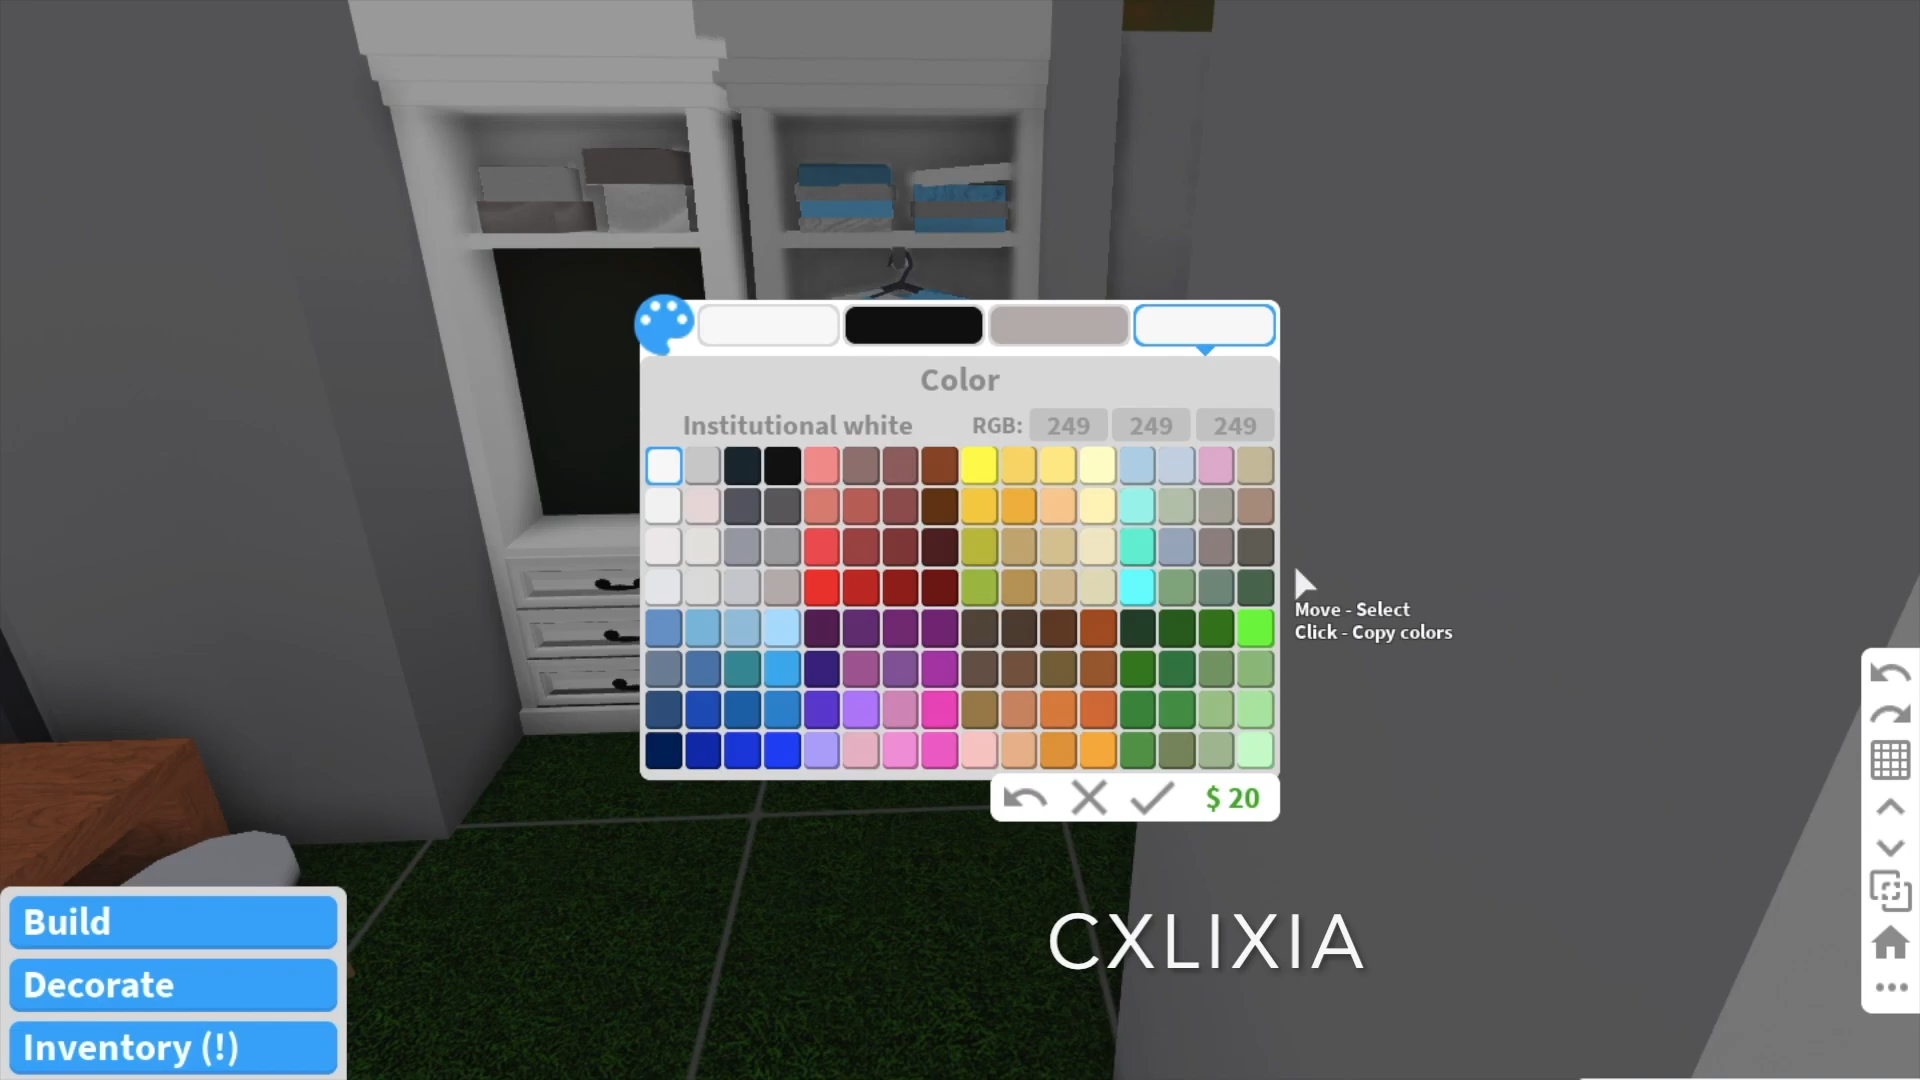 Color
Institutional white RGB: 249 249 249
Move - Select
Click - Copy colors
$ 20
Build
Decorate
Inventory (!)
CXLIXIA